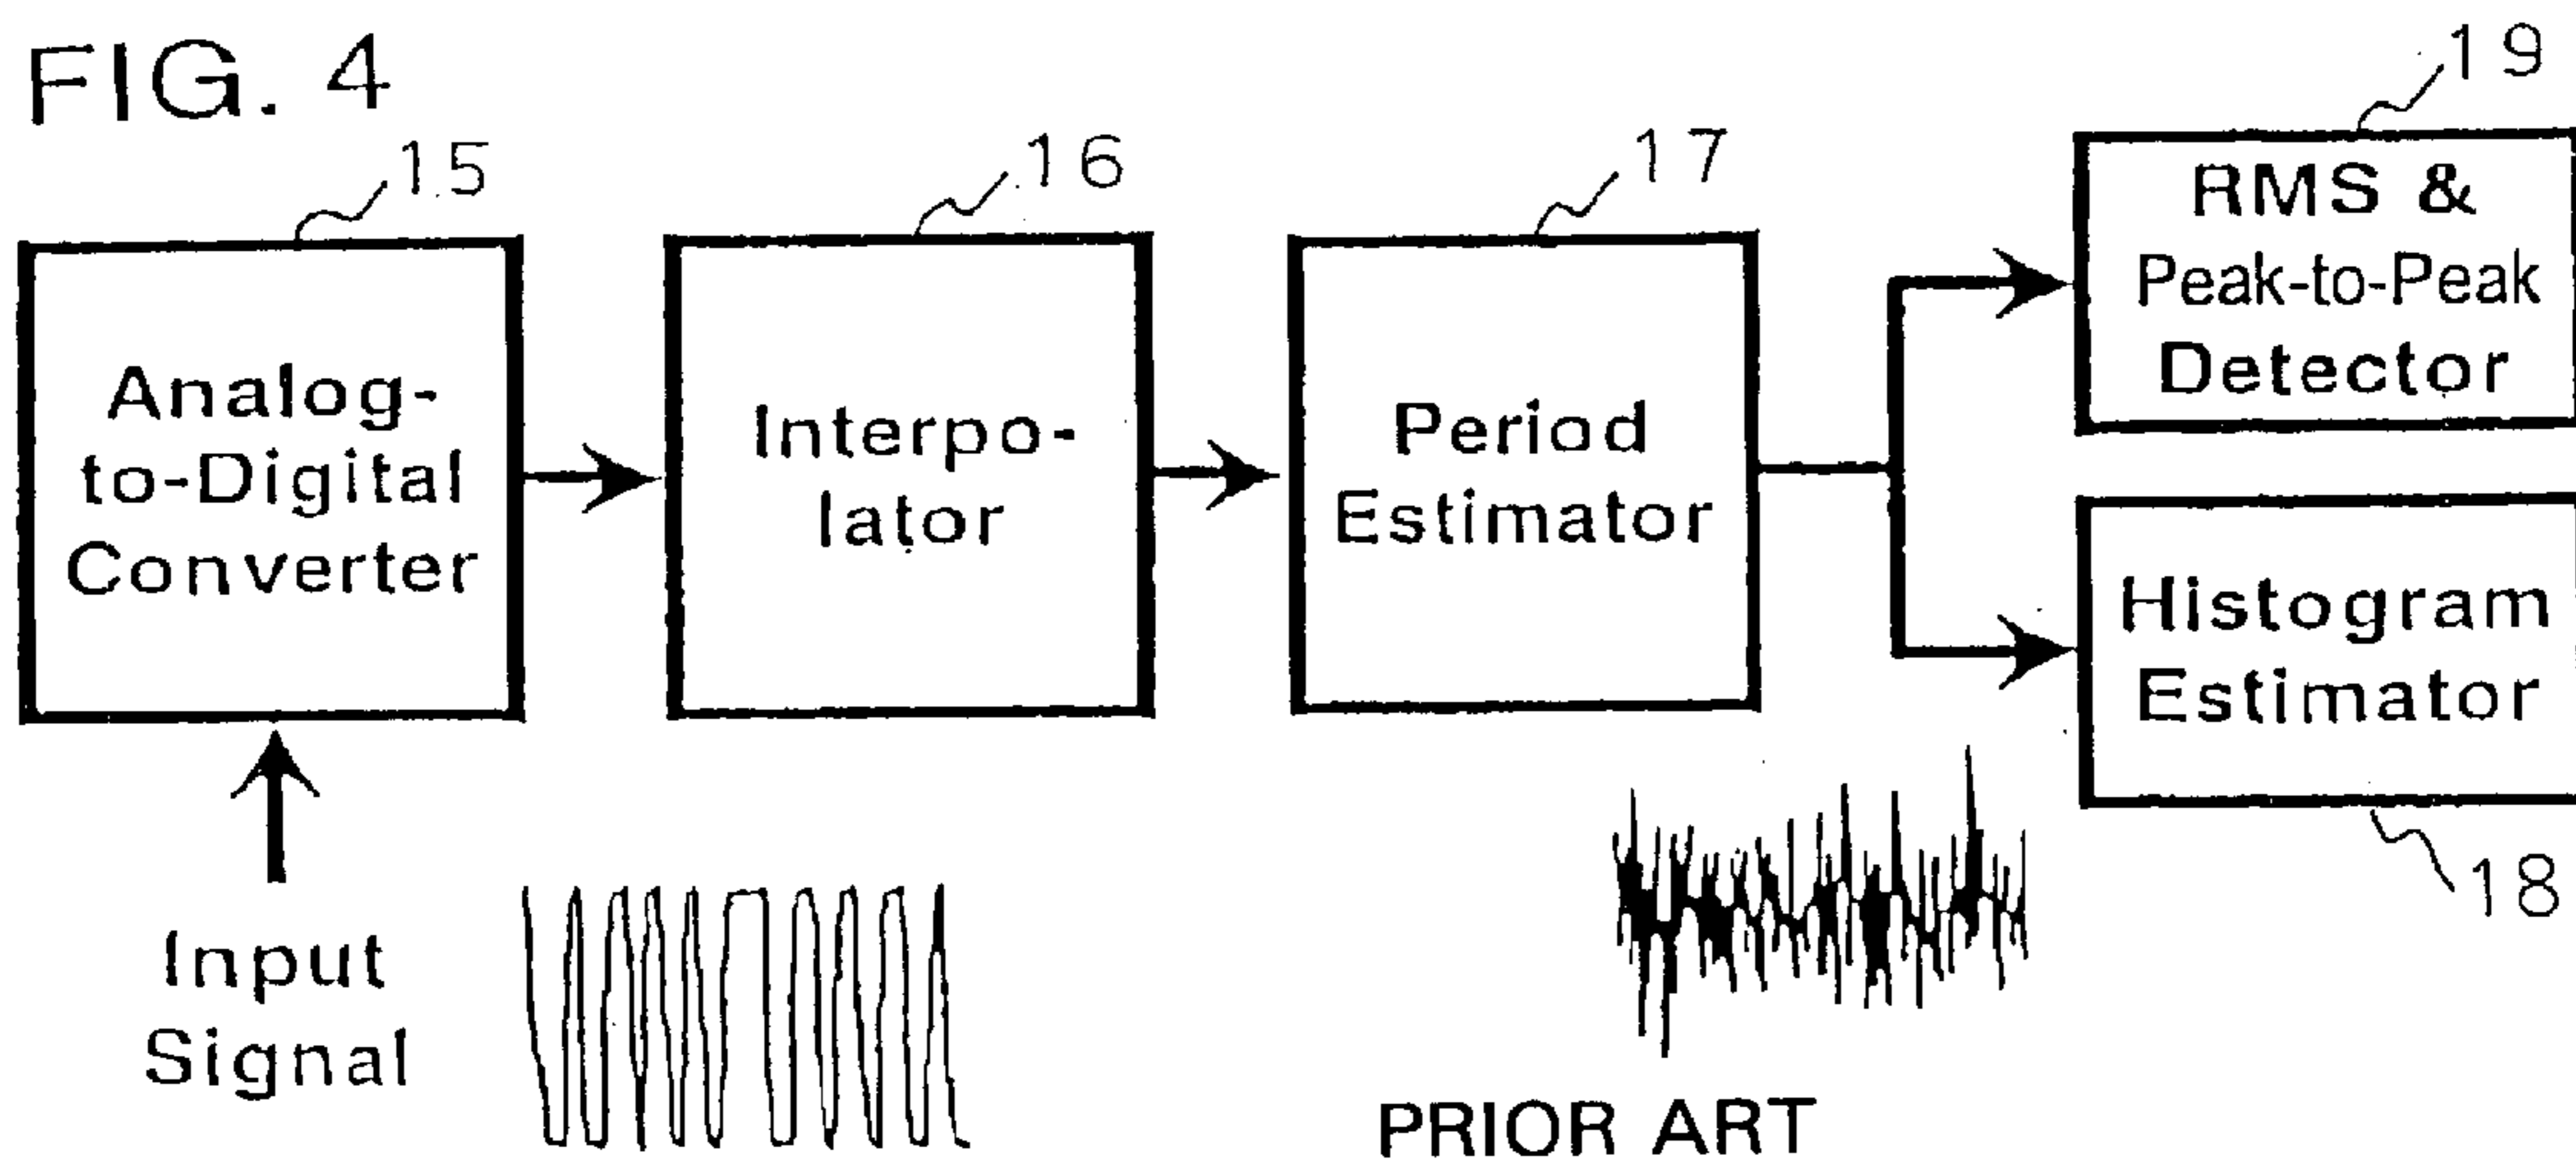 FIG. 4
15
Analog-
to-Digital
Converter
Input
Signal
16
Interpo-
lator
17
Period
Estimator
19
RMS &
Peak-to-Peak
Detector
Histogram
Estimator
18
PRIOR ART